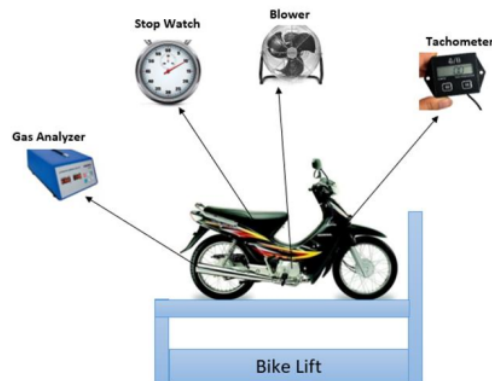 Blower
Stop Watch
Tachometer
Gas Analyzer
Bike Lift